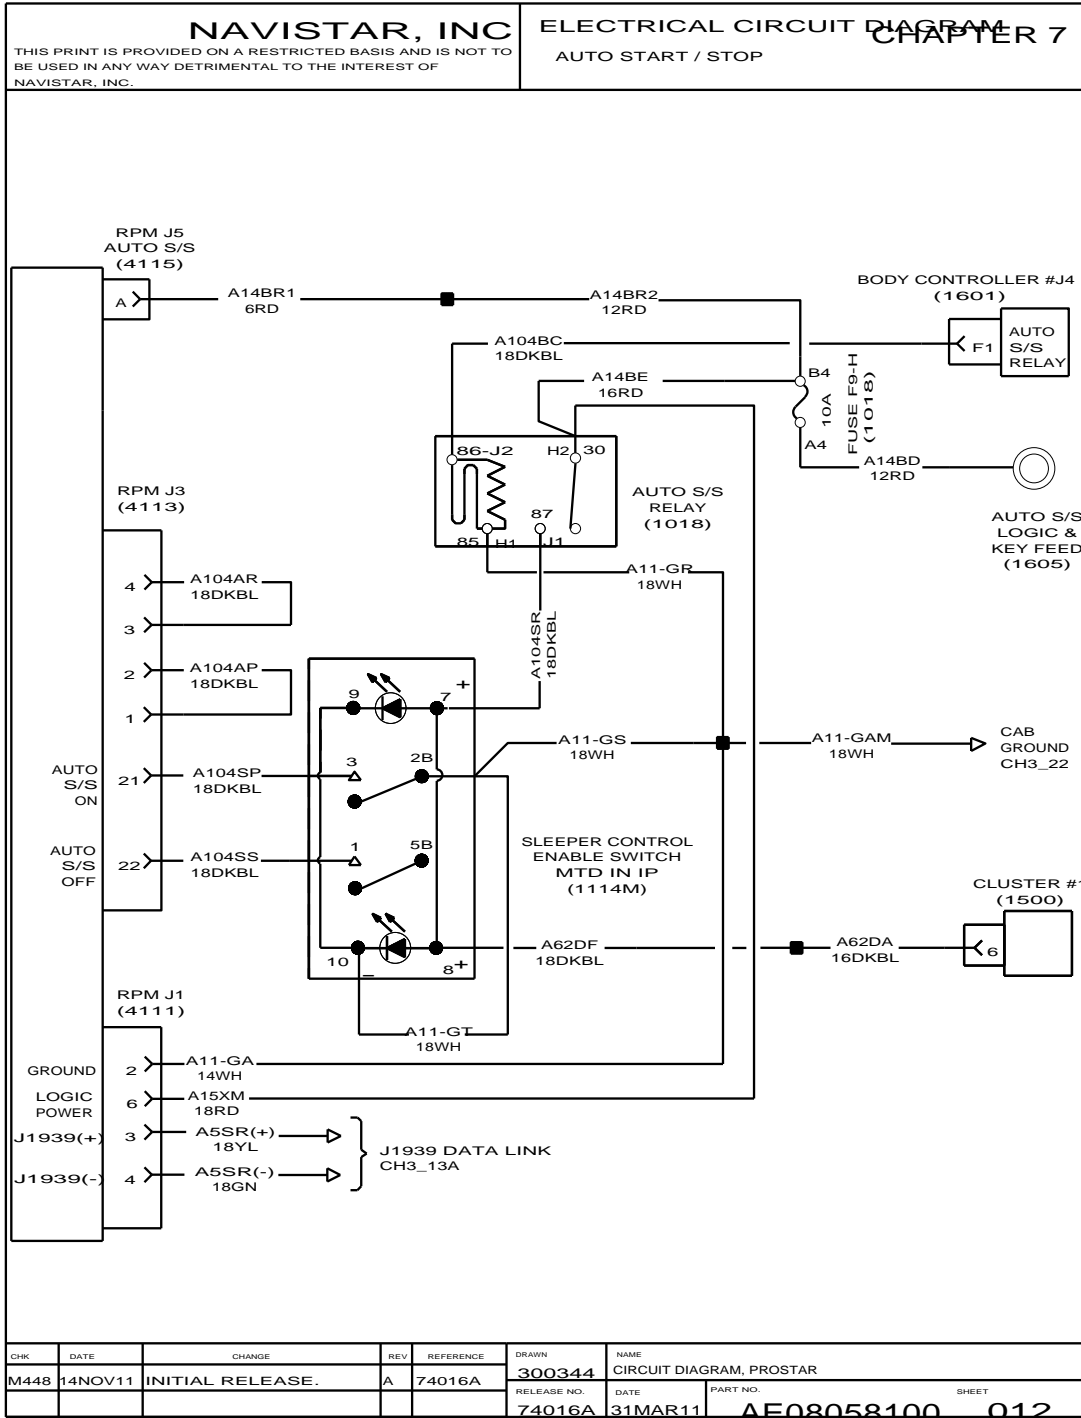 NAVISTAR, INC
THIS PRINT IS PROVIDED ON A RESTRICTED BASIS AND IS NOT TO
BE USED IN ANY WAY DETRIMENTAL TO THE INTEREST OF
NAVISTAR, INC.
ELECTRICAL CIRCUIT DIAGRAM
CHAPTER 7
AUTO START / STOP
RPM J5
AUTO S/S
(4115)
A
A14BR1
6RD
A14BR2
12RD
BODY CONTROLLER #J4
(1601)
F1
AUTO
S/S
RELAY
A104BC
18DKBL
A14BE
16RD
B4
10A
FUSE F9-H
(1018)
A4
A14BD
12RD
AUTO S/S
LOGIC &
KEY FEED
(1605)
86-J2
H2
30
87
85
H1
J1
AUTO S/S
RELAY
(1018)
RPM J3
(4113)
4
A104AR
18DKBL
3
2
A104AP
18DKBL
1
A11-GR
18WH
A104SR
18DKBL
9
7
+
AUTO
S/S
ON
21
A104SP
18DKBL
3
2B
A11-GS
18WH
A11-GAM
18WH
CAB
GROUND
CH3_22
AUTO
S/S
OFF
22
A104SS
18DKBL
1
5B
SLEEPER CONTROL
ENABLE SWITCH
MTD IN IP
(1114M)
CLUSTER #1
(1500)
10
_
8
+
A62DF
18DKBL
A62DA
16DKBL
6
RPM J1
(4111)
A11-GT
18WH
GROUND
2
A11-GA
14WH
LOGIC
POWER
6
A15XM
18RD
J1939(+)
3
A5SR(+)
18YL
J1939(-)
4
A5SR(-)
18GN
J1939 DATA LINK
CH3_13A
CHK
DATE
CHANGE
REV
REFERENCE
M448
14NOV11
INITIAL RELEASE.
A
74016A
DRAWN
300344
NAME
CIRCUIT DIAGRAM, PROSTAR
RELEASE NO.
74016A
DATE
31MAR11
PART NO.
AE08058100
SHEET
012